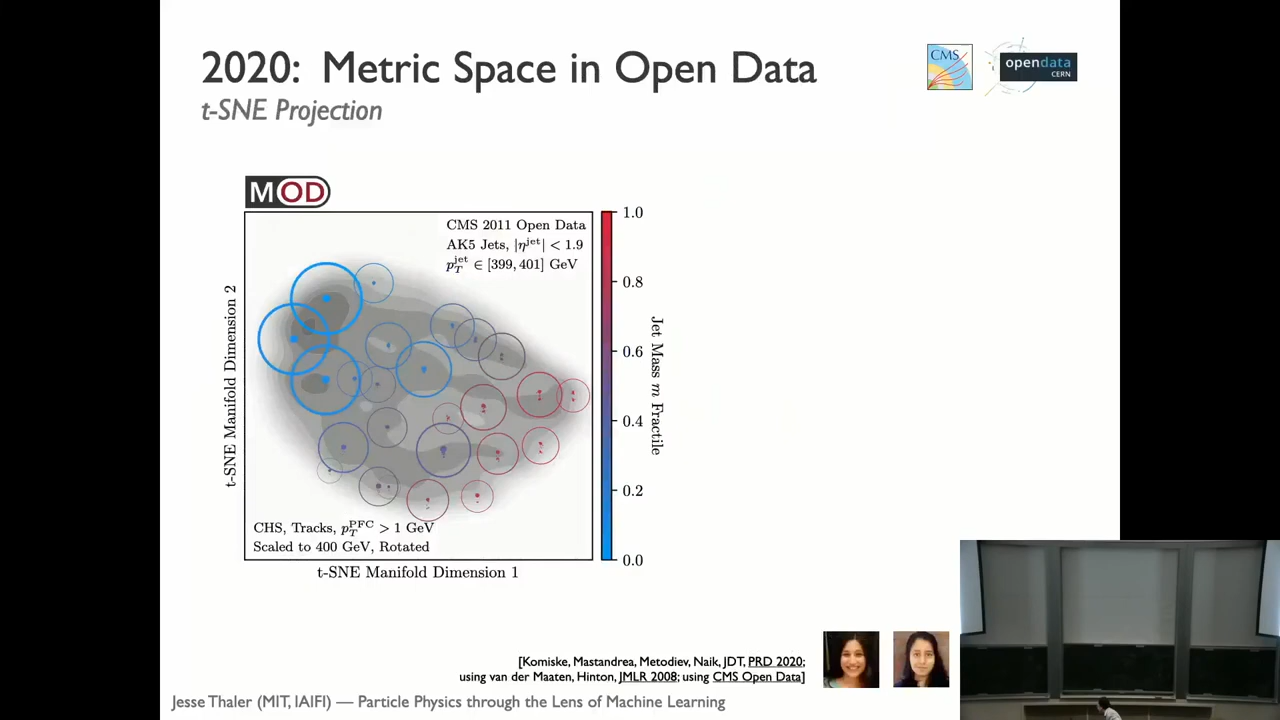 2020: Metric Space in Open Data
t-SNE Projection
CMS
opendata
CERN
MOD
CMS 2011 Open Data
AK5 Jets, |η^jet| < 1.9
p_T^jet ∈ [399, 401] GeV
CHS, Tracks, p_T^PFC > 1 GeV
Scaled to 400 GeV, Rotated
t-SNE Manifold Dimension 2
t-SNE Manifold Dimension 1
1.0
0.8
0.6
0.4
0.2
0.0
Jet Mass m Fractile
[Komiske, Mastandrea, Metodiev, Naik, JDT, PRD 2020;
using van der Maaten, Hinton, JMLR 2008; using CMS Open Data]
Jesse Thaler (MIT, IAIFI) — Particle Physics through the Lens of Machine Learning